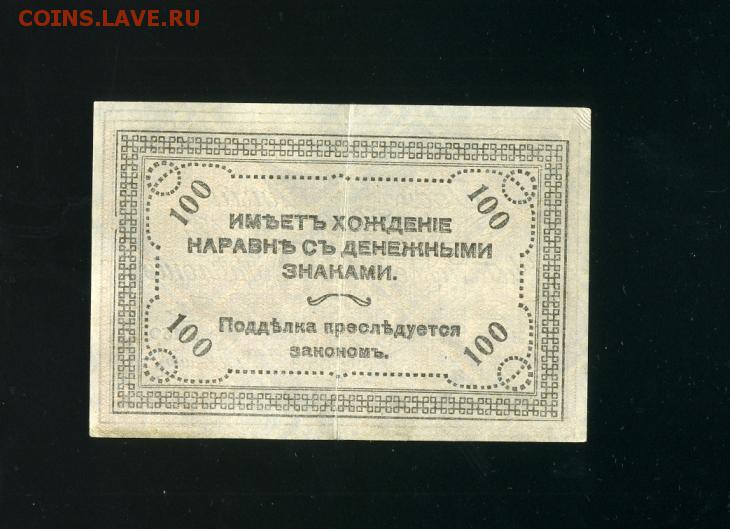 COINS.LAVE.RU
100 100
ИМѢЕТЪ ХОЖДЕНІЕ
НАРАВНѢ СЪ ДЕНЕЖНЫМИ
ЗНАКАМИ.
Поддѣлка преслѣдуется
закономъ.
100 100